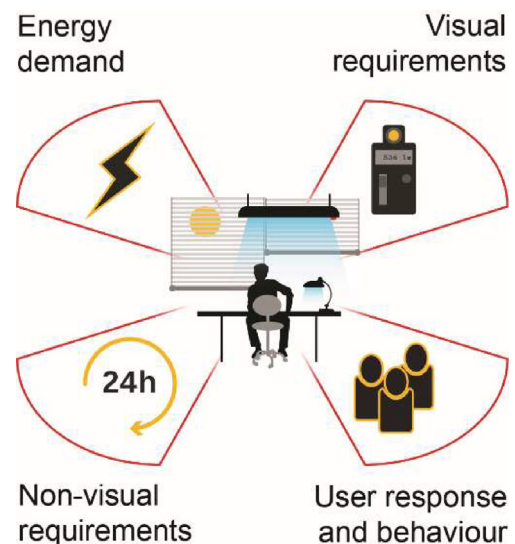 Energy
demand
Visual
requirements
24h
Non-visual
requirements
User response
and behaviour